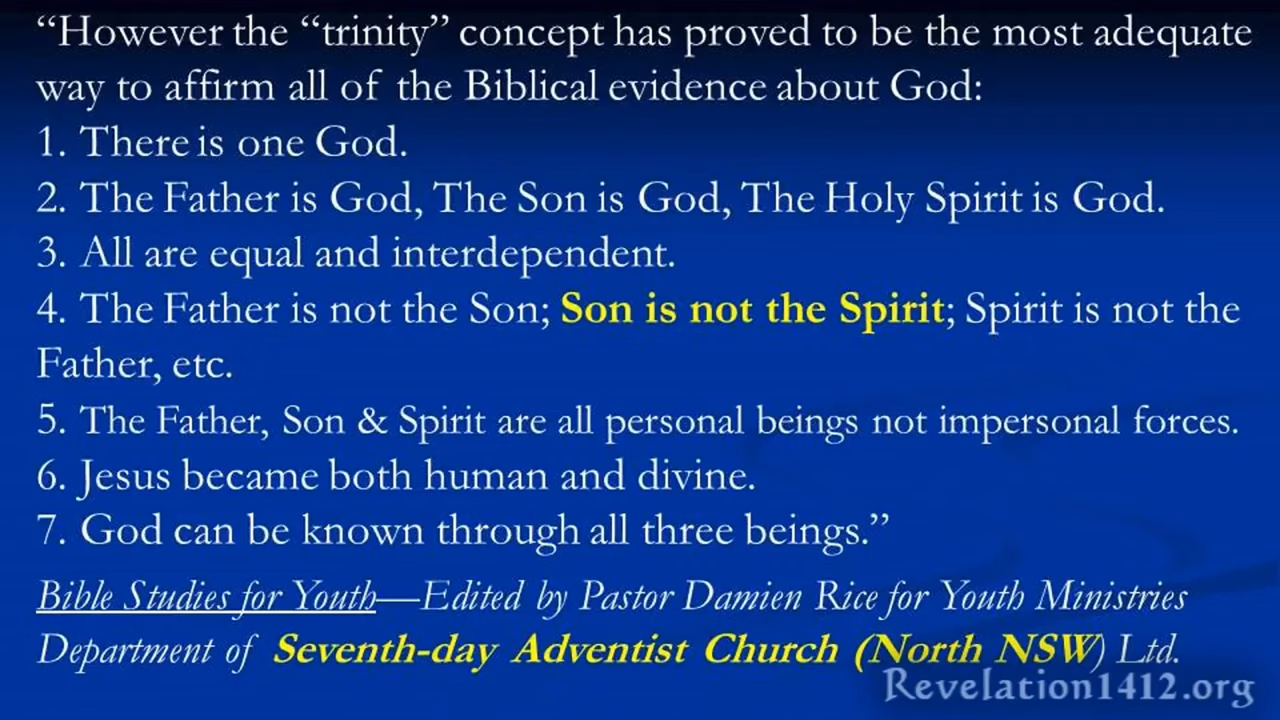 “However the “trinity” concept has proved to be the most adequate
way to affirm all of the Biblical evidence about God:
1. There is one God.
2. The Father is God, The Son is God, The Holy Spirit is God.
3. All are equal and interdependent.
4. The Father is not the Son; Son is not the Spirit; Spirit is not the
Father, etc.
5. The Father, Son & Spirit are all personal beings not impersonal forces.
6. Jesus became both human and divine.
7. God can be known through all three beings.”
Bible Studies for Youth—Edited by Pastor Damien Rice for Youth Ministries
Department of Seventh-day Adventist Church (North NSW) Ltd.
Revelation1412.org